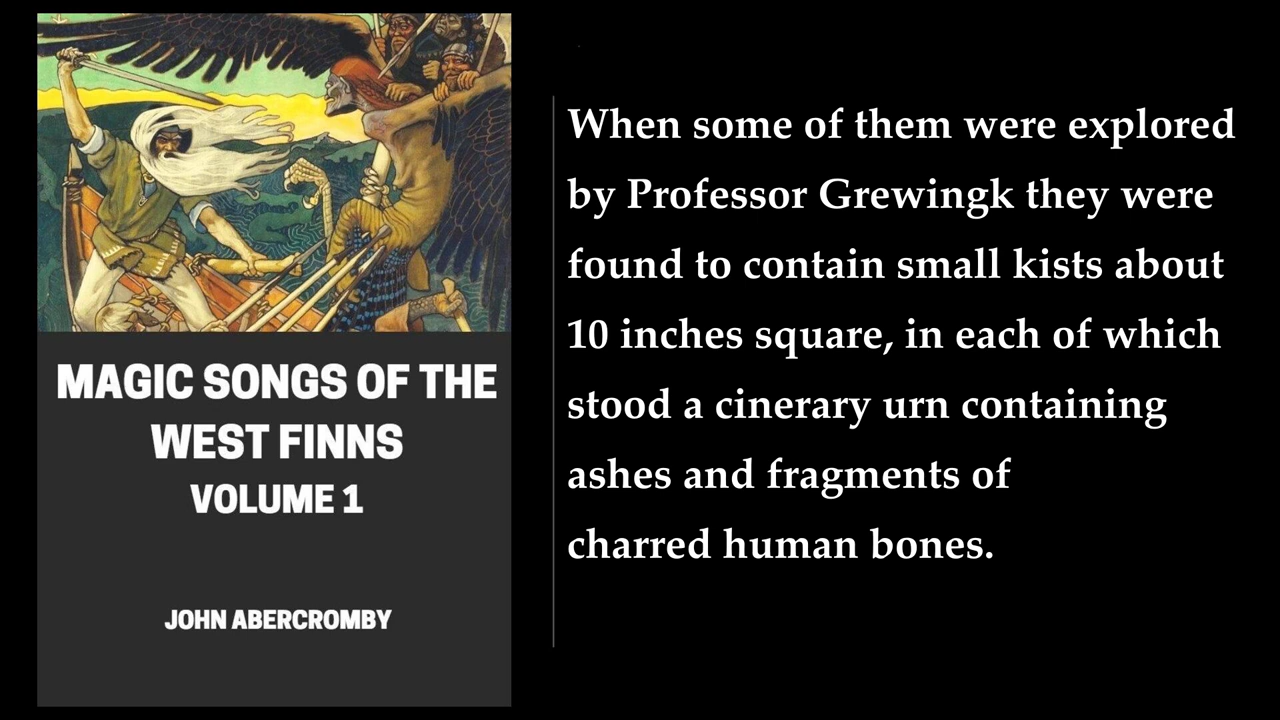 MAGIC SONGS OF THE
WEST FINNS
VOLUME 1
JOHN ABERCROMBY
When some of them were explored
by Professor Grewingk they were
found to contain small kists about
10 inches square, in each of which
stood a cinerary urn containing
ashes and fragments of
charred human bones.